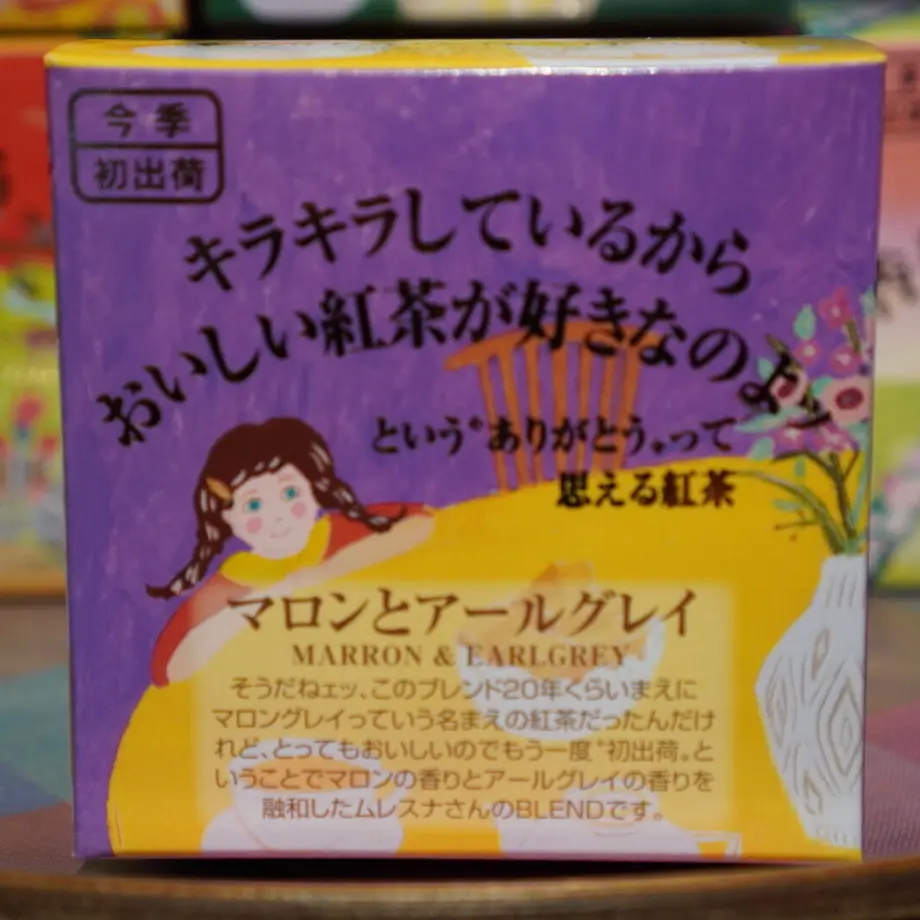 今季
初出荷
キラキラしているから
おいしい紅茶が好きなのよッ
という“ありがとう„って
思える紅茶
マロンとアールグレイ
MARRON & EARLGREY
そうだねェッ、このブレンド20年くらいまえに
マロングレイっていう名まえの紅茶だったんだけ
れど、とってもおいしいのでもう一度“初出荷„と
いうことでマロンの香りとアールグレイの香りを
融和したムレスナさんのBLENDです。